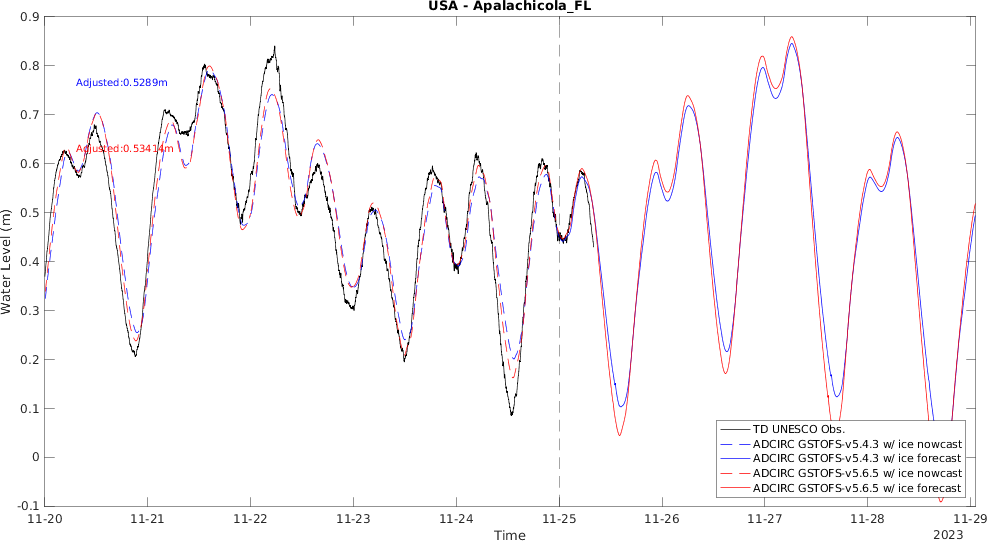 USA - Apalachicola_FL
0.9
0.8
0.7
0.6
0.5
0.4
0.3
0.2
0.1
0
-0.1
Water Level (m)
Adjusted:0.5289m
Adjusted:0.53414m
TD UNESCO Obs.
ADCIRC GSTOFS-v5.4.3 w/ ice nowcast
ADCIRC GSTOFS-v5.4.3 w/ ice forecast
ADCIRC GSTOFS-v5.6.5 w/ ice nowcast
ADCIRC GSTOFS-v5.6.5 w/ ice forecast
11-20 11-21 11-22 11-23 11-24 11-25 11-26 11-27 11-28 11-29
Time
2023